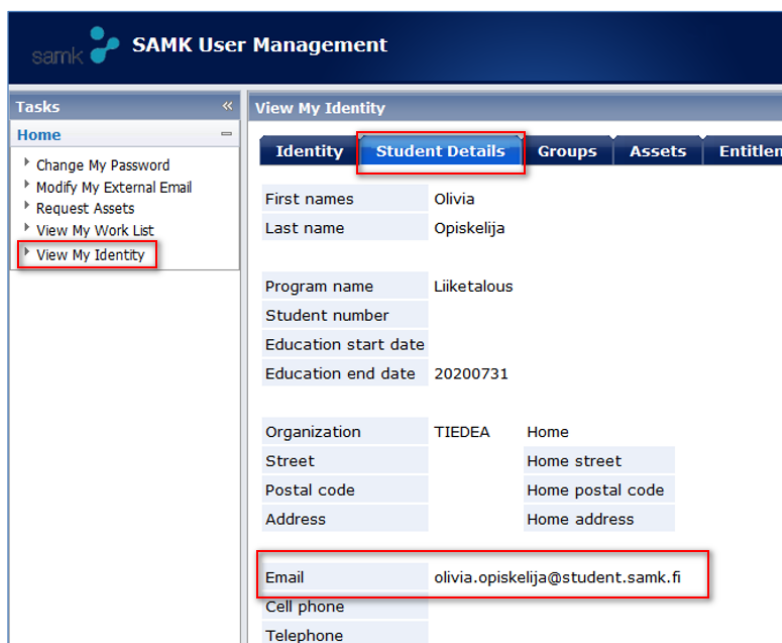 samk SAMK User Management
Tasks
Home
Change My Password
Modify My External Email
Request Assets
View My Work List
View My Identity
View My Identity
Identity Student Details Groups Assets
First names Olivia
Last name Opiskelija
Program name Liiketalous
Student number
Education start date
Education end date 20200731
Organization TIEDEA Home
Street Home street
Postal code Home postal code
Address Home address
Email olivia.opiskelija@student.samk.fi
Cell phone
Telephone